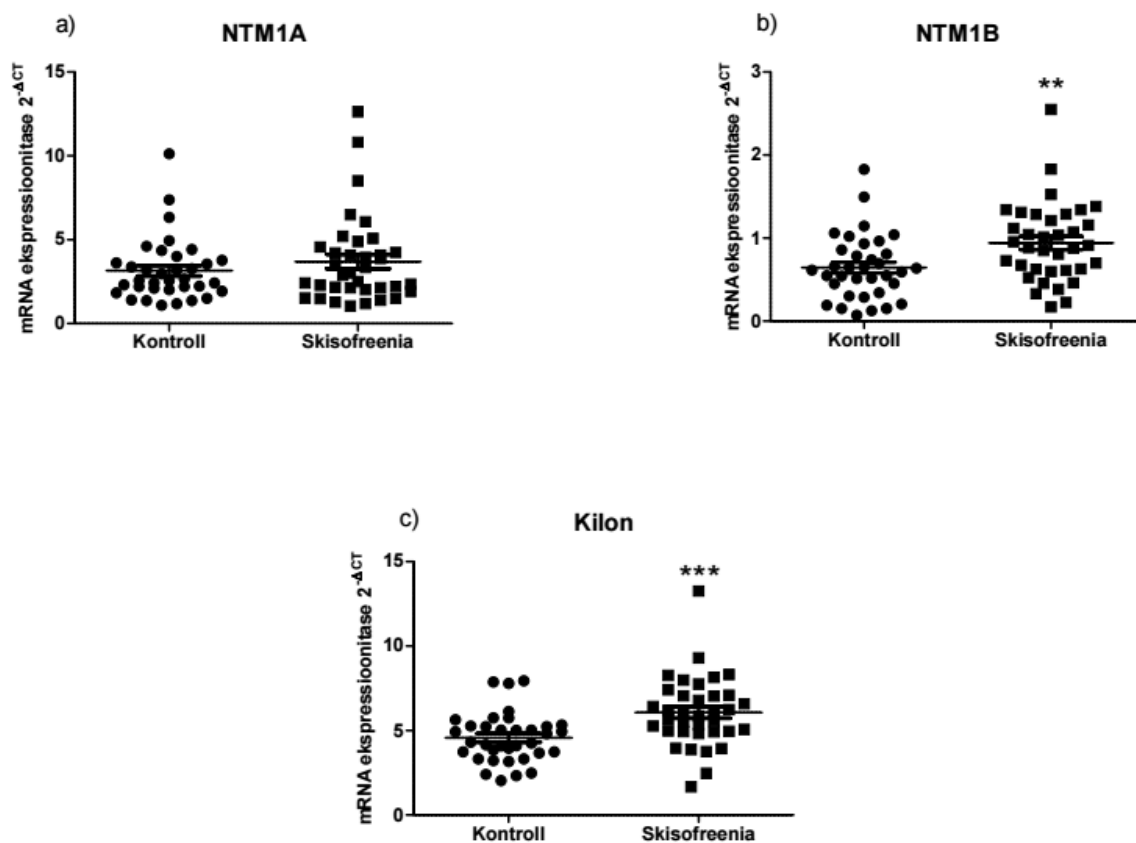 a)
NTM1A
mRNA ekspressioonitase 2^-ΔCT
15
10
5
0
Kontroll
Skisofreenia
b)
NTM1B
**
mRNA ekspressioonitase 2^-ΔCT
3
2
1
0
Kontroll
Skisofreenia
c)
Kilon
***
mRNA ekspressioonitase 2^-ΔCT
15
10
5
0
Kontroll
Skisofreenia